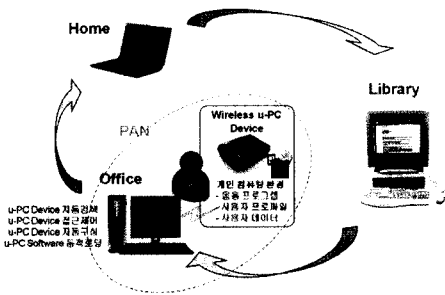 Home
Library
Wireless u-PC
Device
PAN
개인 컴퓨팅 환경
- 응용 프로그램
- 사용자 프로파일
- 사용자 데이터
Office
u-PC Device 자동검색
u-PC Device 접근제어
u-PC Device 자동구성
u-PC Software 동적로딩